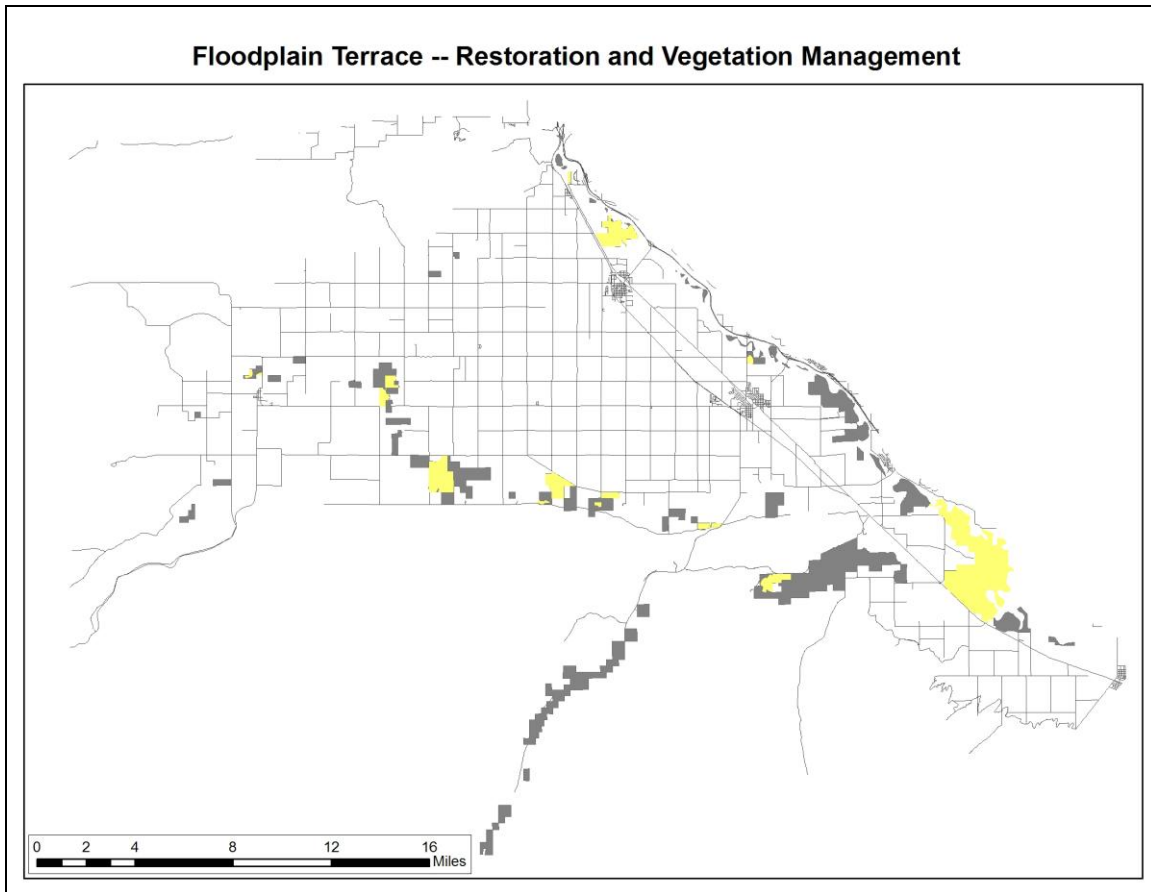 Floodplain Terrace -- Restoration and Vegetation Management
0 2 4 8 12 16
Miles